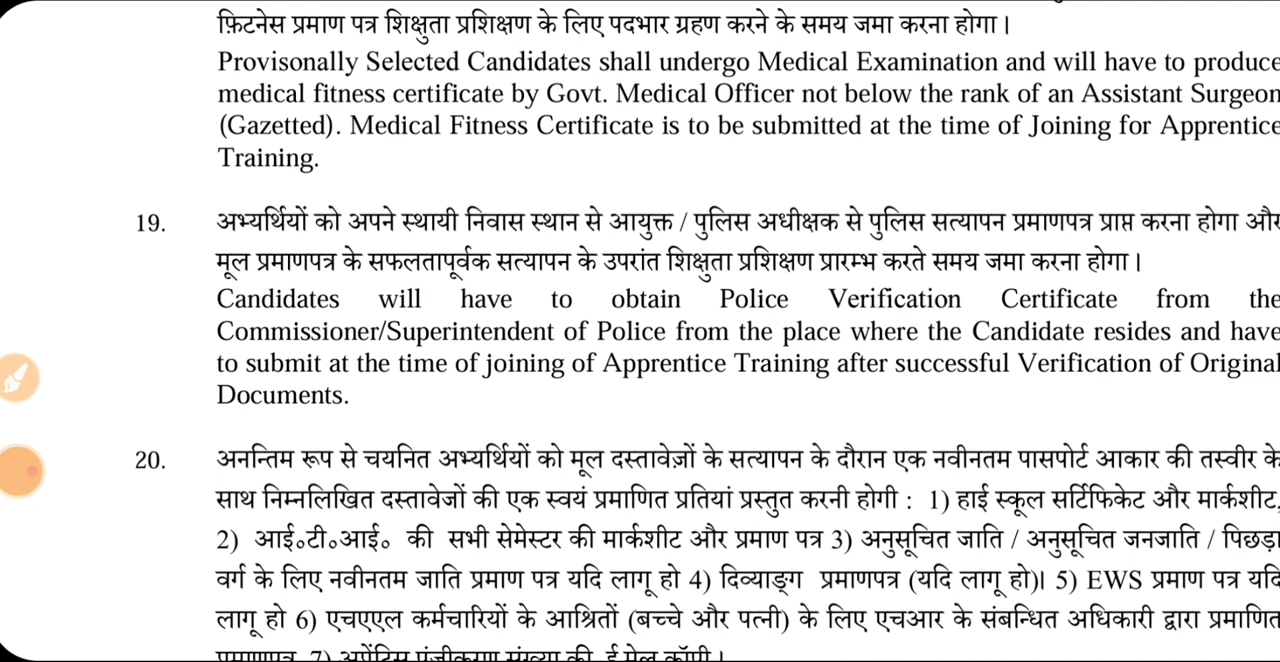 फ़िटनेस प्रमाण पत्र शिक्षुता प्रशिक्षण के लिए पदभार ग्रहण करने के समय जमा करना होगा।
Provisonally Selected Candidates shall undergo Medical Examination and will have to produce
medical fitness certificate by Govt. Medical Officer not below the rank of an Assistant Surgeon
(Gazetted). Medical Fitness Certificate is to be submitted at the time of Joining for Apprentice
Training.
19. अभ्यर्थियों को अपने स्थायी निवास स्थान से आयुक्त / पुलिस अधीक्षक से पुलिस सत्यापन प्रमाणपत्र प्राप्त करना होगा और
मूल प्रमाणपत्र के सफलतापूर्वक सत्यापन के उपरांत शिक्षुता प्रशिक्षण प्रारम्भ करते समय जमा करना होगा।
Candidates will have to obtain Police Verification Certificate from the
Commissioner/Superintendent of Police from the place where the Candidate resides and have
to submit at the time of joining of Apprentice Training after successful Verification of Original
Documents.
20. अनन्तिम रूप से चयनित अभ्यर्थियों को मूल दस्तावेज़ों के सत्यापन के दौरान एक नवीनतम पासपोर्ट आकार की तस्वीर के
साथ निम्नलिखित दस्तावेजों की एक स्वयं प्रमाणित प्रतियां प्रस्तुत करनी होगी : 1) हाई स्कूल सर्टिफिकेट और मार्कशीट,
2) आई॰टी॰आई॰ की सभी सेमेस्टर की मार्कशीट और प्रमाण पत्र 3) अनुसूचित जाति / अनुसूचित जनजाति / पिछड़ा
वर्ग के लिए नवीनतम जाति प्रमाण पत्र यदि लागू हो 4) दिव्याङ्ग प्रमाणपत्र (यदि लागू हो)। 5) EWS प्रमाण पत्र यदि
लागू हो 6) एचएएल कर्मचारियों के आश्रितों (बच्चे और पत्नी) के लिए एचआर के संबन्धित अधिकारी द्वारा प्रमाणित
प्रमाणपत्र 7) अप्रेंटिस पंजीकरण संख्या की ई मेल कॉपी।